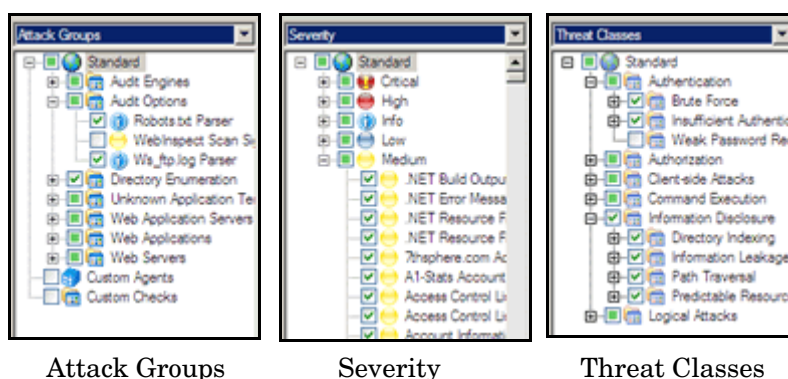 Attack Groups
Standard
Audit Engines
Audit Options
Robots.txt Parser
WebInspect Scan
Ws_ftp.log Parser
Directory Enumeration
Unknown Application
Web Application Servers
Web Applications
Web Servers
Custom Agents
Custom Checks
Severity
Standard
Critical
High
Info
Low
Medium
.NET Build Outpu
.NET Error Messa
.NET Resource F
.NET Resource F
7thsphere.com Ac
A1-Stats Account
Access Control Li
Access Control Li
Account Informati
Threat Classes
Standard
Authentication
Brute Force
Insufficient Authentic
Weak Password Re
Authorization
Client-side Attacks
Command Execution
Information Disclosure
Directory Indexing
Information Leakage
Path Traversal
Predictable Resourc
Logical Attacks
Attack Groups
Severity
Threat Classes